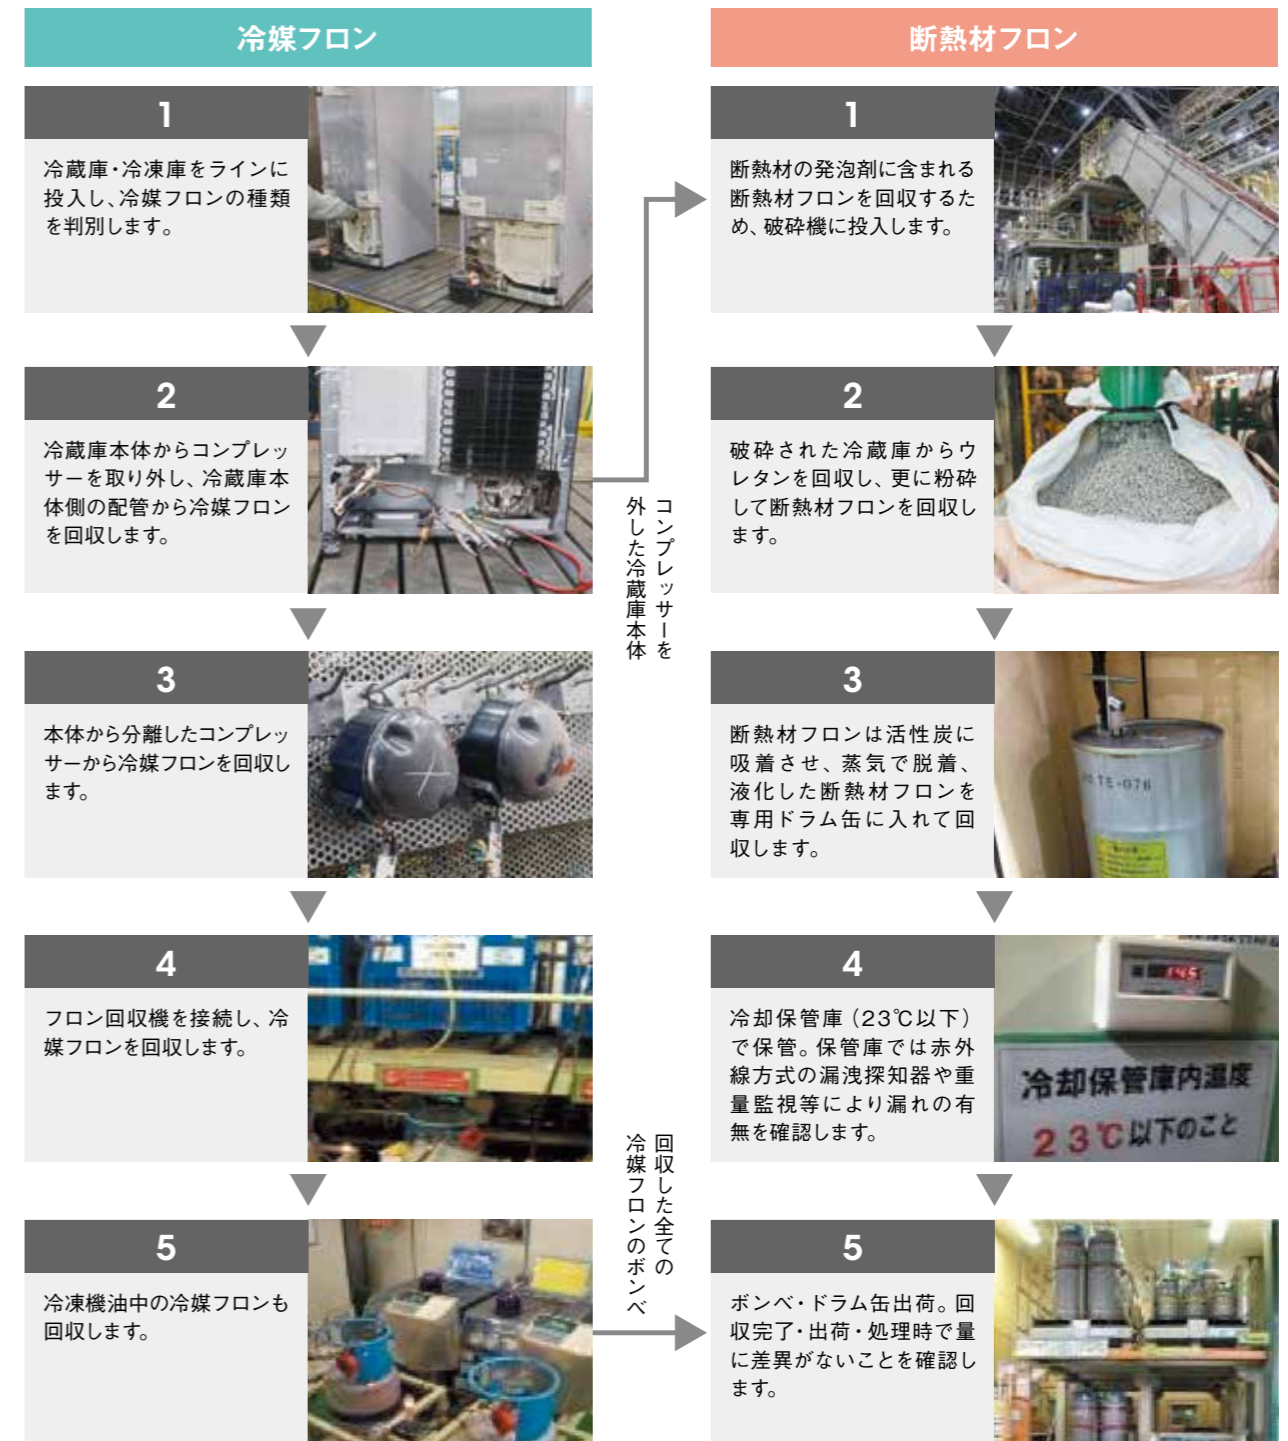 冷媒フロン
1
冷蔵庫・冷凍庫をラインに
投入し、冷媒フロンの種類
を判別します。
2
冷蔵庫本体からコンプレッ
サーを取り外し、冷蔵庫本
体側の配管から冷媒フロン
を回収します。
3
本体から分離したコンプレッ
サーから冷媒フロンを回収し
ます。
4
フロン回収機を接続し、冷
媒フロンを回収します。
5
冷凍機油中の冷媒フロンも
回収します。
コンプレッサーを
外した冷蔵庫本体
回収した全ての
冷媒フロンのボンベ
断熱材フロン
1
断熱材の発泡剤に含まれる
断熱材フロンを回収するた
め、破砕機に投入します。
2
破砕された冷蔵庫からウ
レタンを回収し、更に粉砕
して断熱材フロンを回収し
ます。
3
断熱材フロンは活性炭に
吸着させ、蒸気で脱着、
液化した断熱材フロンを
専用ドラム缶に入れて回
収します。
TE-076
4
冷却保管庫（23℃以下）
で保管。保管庫では赤外
線方式の漏洩探知器や重
量監視等により漏れの有
無を確認します。
冷却保管庫内温度
23℃以下のこと
5
ボンベ・ドラム缶出荷。回
収完了・出荷・処理時で量
に差異がないことを確認し
ます。